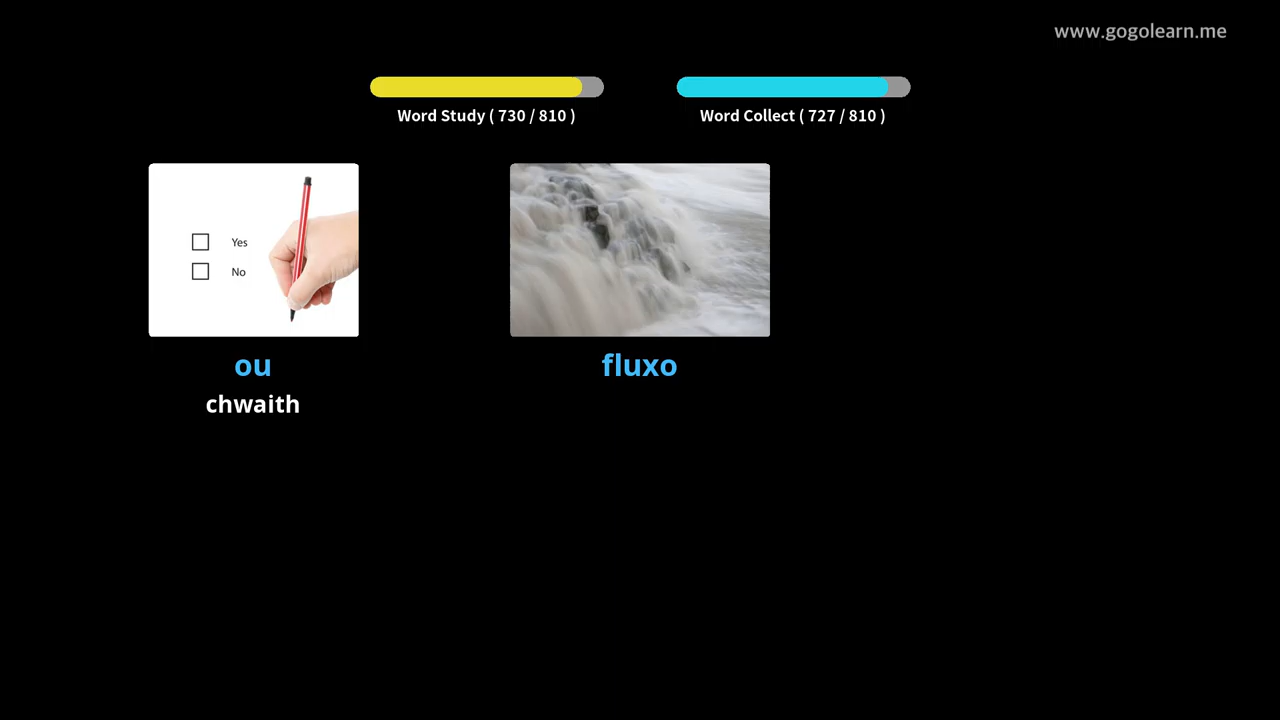 www.gogolearn.me
Word Study ( 730 / 810 )
Word Collect ( 727 / 810 )
Yes
No
ou
chwaith
fluxo